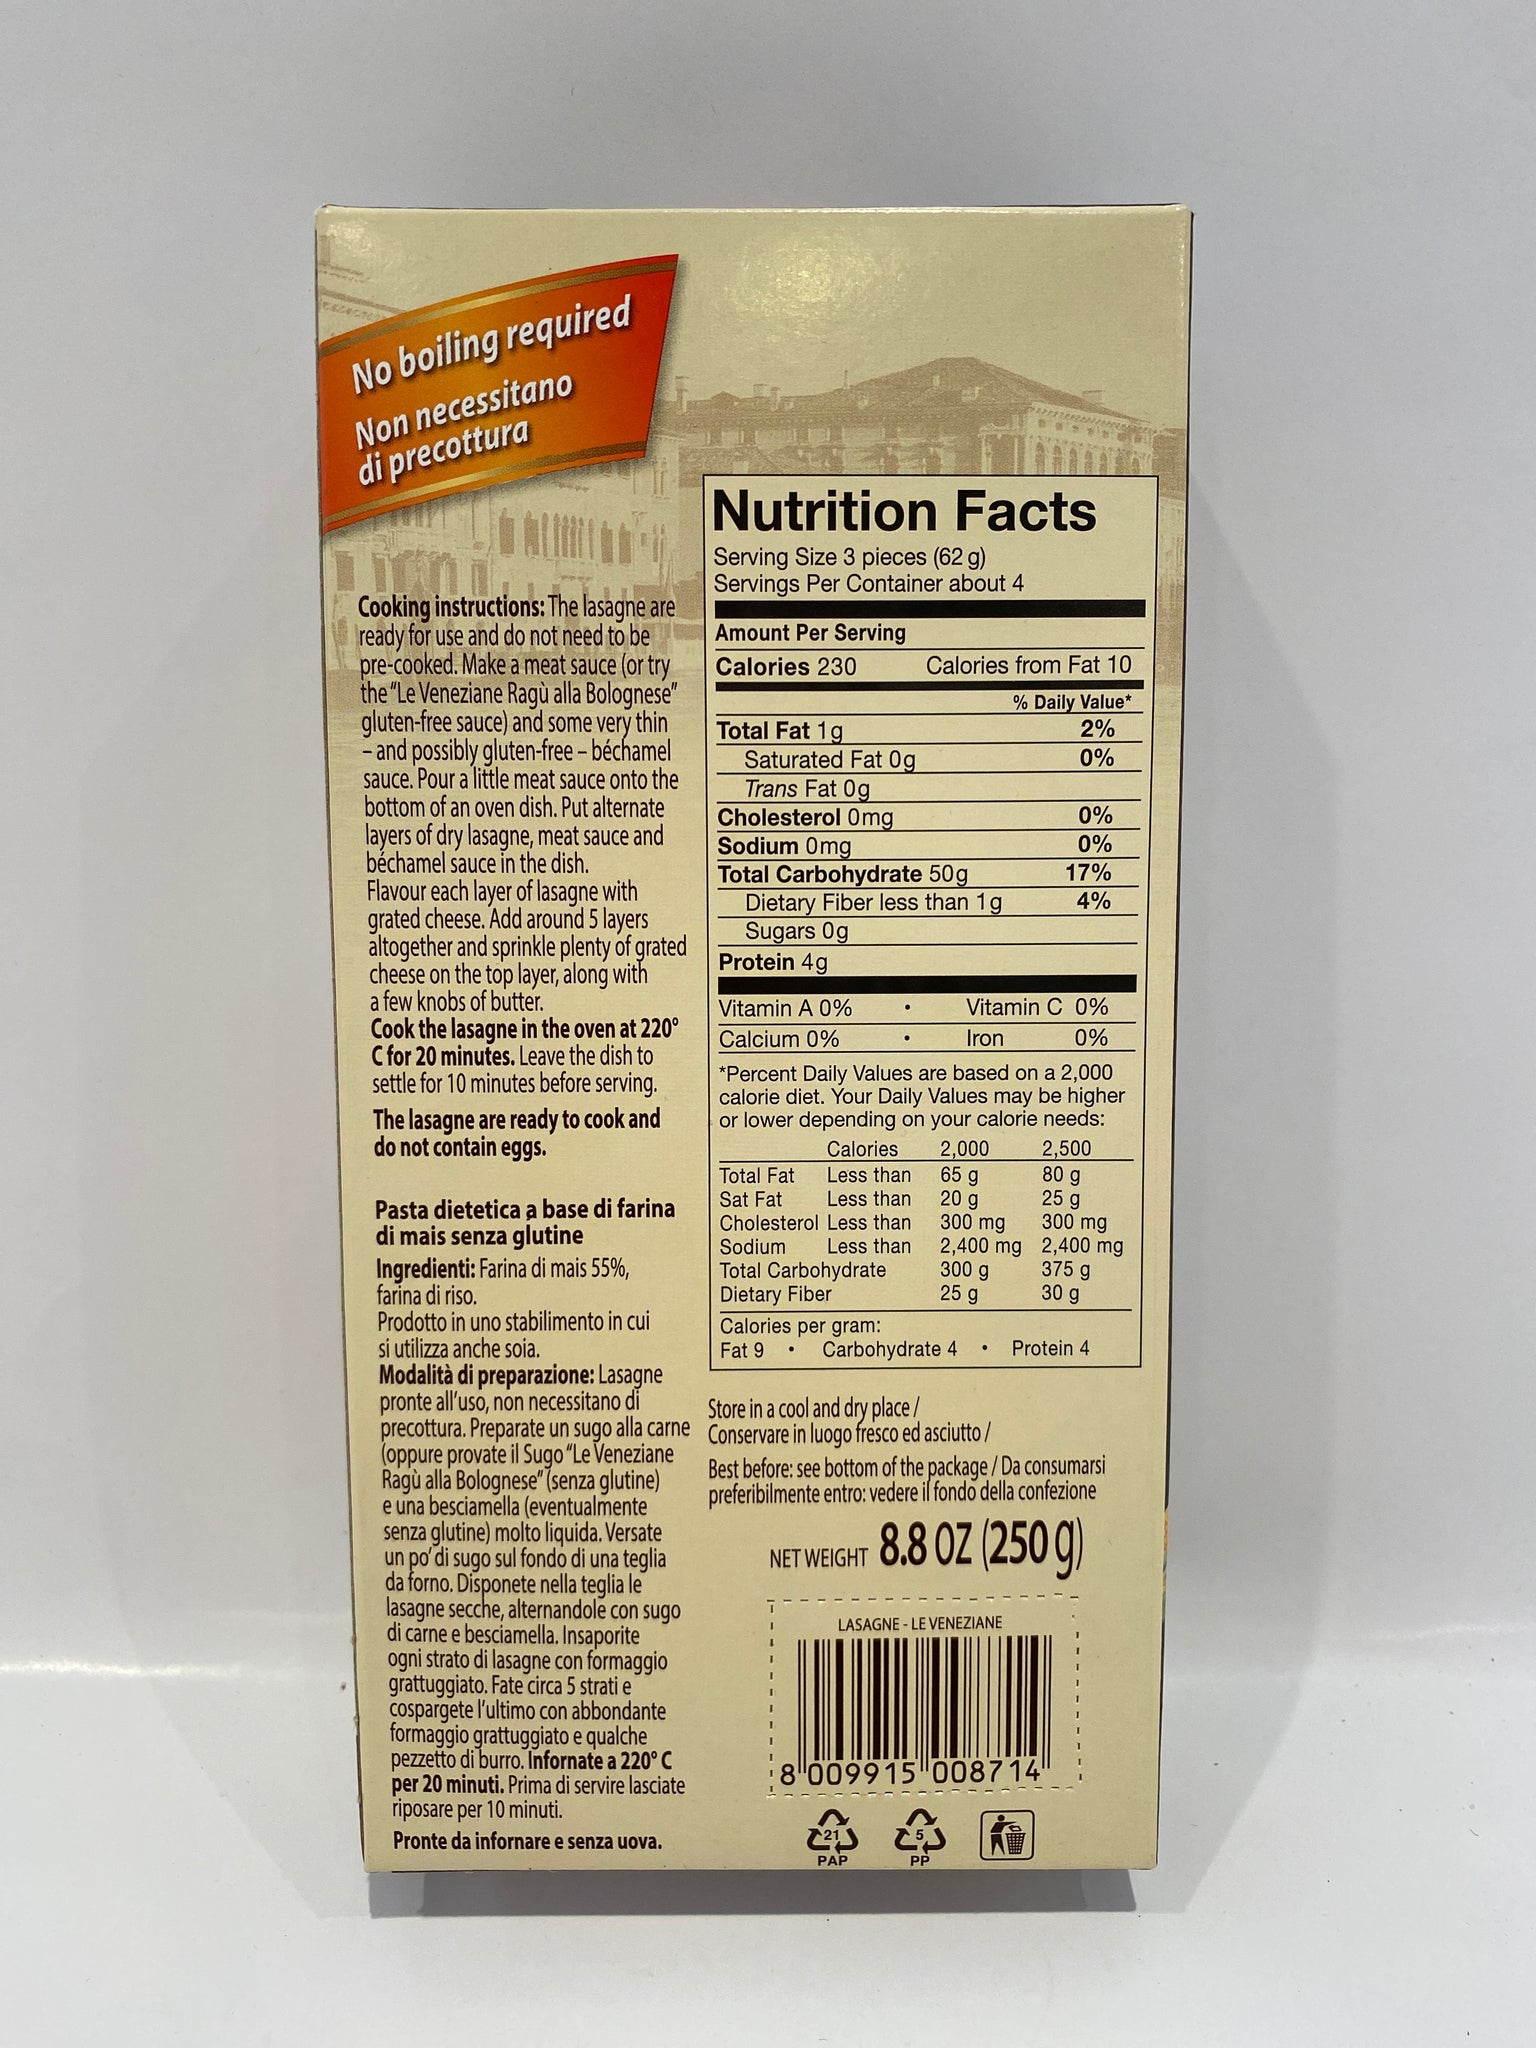 No boiling required
Non necessitano
di precottura
Cooking instructions: The lasagne are
ready for use and do not need to be
pre-cooked. Make a meat sauce (or try
the "Le Veneziane Ragù alla Bolognese"
gluten-free sauce) and some very thin
– and possibly gluten-free – béchamel
sauce. Pour a little meat sauce onto the
bottom of an oven dish. Put alternate
layers of dry lasagne, meat sauce and
béchamel sauce in the dish.
Flavour each layer of lasagne with
grated cheese. Add around 5 layers
altogether and sprinkle plenty of grated
cheese on the top layer, along with
a few knobs of butter.
Cook the lasagne in the oven at 220°
C for 20 minutes. Leave the dish to
settle for 10 minutes before serving.
The lasagne are ready to cook and
do not contain eggs.
Pasta dietetica a base di farina
di mais senza glutine
Ingredienti: Farina di mais 55%,
farina di riso.
Prodotto in uno stabilimento in cui
si utilizza anche soia.
Modalità di preparazione: Lasagne
pronte all'uso, non necessitano di
precottura. Preparate un sugo alla carne
(oppure provate il Sugo "Le Veneziane
Ragù alla Bolognese" (senza glutine)
e una besciamella (eventualmente
senza glutine) molto liquida. Versate
un po' di sugo sul fondo di una teglia
da forno. Disponete nella teglia le
lasagne secche, alternandole con sugo
di carne e besciamella. Insaporite
ogni strato di lasagne con formaggio
grattuggiato. Fate circa 5 strati e
cospargete l'ultimo con abbondante
formaggio grattuggiato e qualche
pezzetto di burro. Infornate a 220° C
per 20 minuti. Prima di servire lasciate
riposare per 10 minuti.
Pronte da infornare e senza uova.
Nutrition Facts
Serving Size 3 pieces (62 g)
Servings Per Container about 4
Amount Per Serving
Calories 230 Calories from Fat 10
% Daily Value*
Total Fat 1g 2%
Saturated Fat 0g 0%
Trans Fat 0g
Cholesterol 0mg 0%
Sodium 0mg 0%
Total Carbohydrate 50g 17%
Dietary Fiber less than 1g 4%
Sugars 0g
Protein 4g
Vitamin A 0% • Vitamin C 0%
Calcium 0% • Iron 0%
*Percent Daily Values are based on a 2,000
calorie diet. Your Daily Values may be higher
or lower depending on your calorie needs:
Calories 2,000 2,500
Total Fat Less than 65 g 80 g
Sat Fat Less than 20 g 25 g
Cholesterol Less than 300 mg 300 mg
Sodium Less than 2,400 mg 2,400 mg
Total Carbohydrate 300 g 375 g
Dietary Fiber 25 g 30 g
Calories per gram:
Fat 9 • Carbohydrate 4 • Protein 4
Store in a cool and dry place /
Conservare in luogo fresco ed asciutto /
Best before: see bottom of the package / Da consumarsi
preferibilmente entro: vedere il fondo della confezione
NET WEIGHT 8.8 OZ (250 g)
LASAGNE - LE VENEZIANE
8 009915 008714
21 5
PAP PP